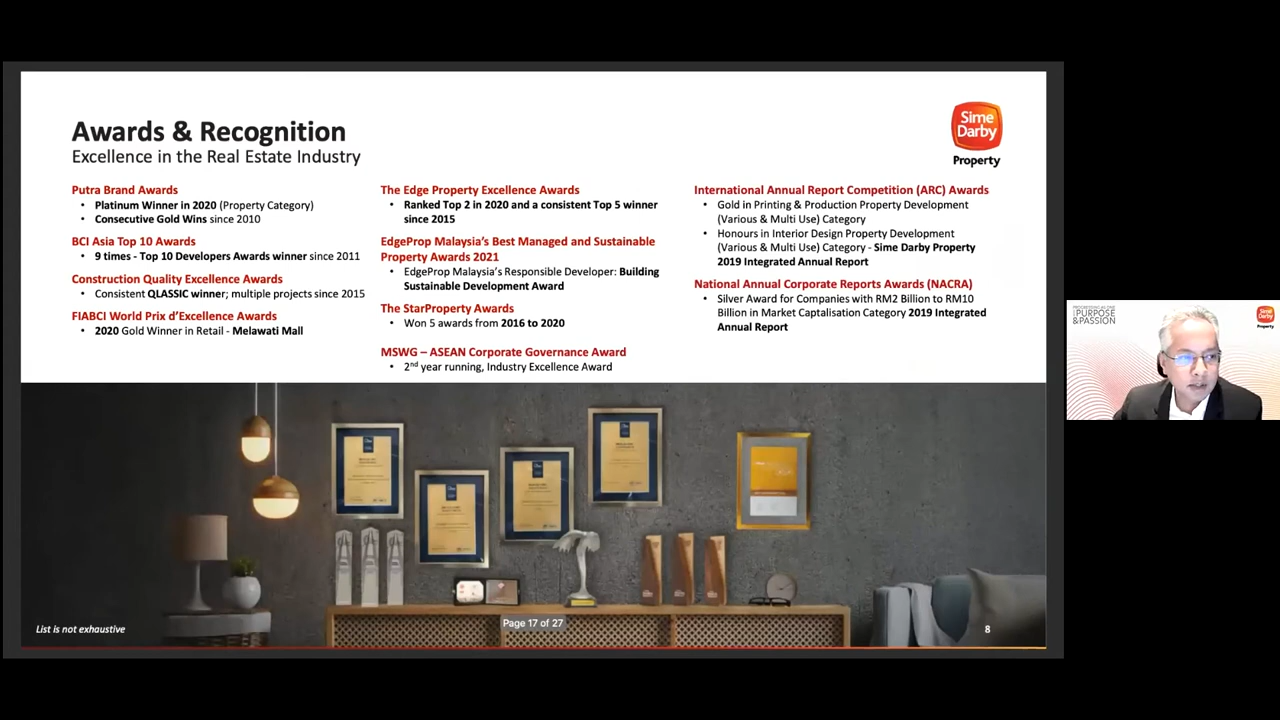 Awards & Recognition
Excellence in the Real Estate Industry
Sime
Darby
Property
Putra Brand Awards
• Platinum Winner in 2020 (Property Category)
• Consecutive Gold Wins since 2010
BCI Asia Top 10 Awards
• 9 times - Top 10 Developers Awards winner since 2011
Construction Quality Excellence Awards
• Consistent QLASSIC winner; multiple projects since 2015
FIABCI World Prix d’Excellence Awards
• 2020 Gold Winner in Retail - Melawati Mall
The Edge Property Excellence Awards
• Ranked Top 2 in 2020 and a consistent Top 5 winner
since 2015
EdgeProp Malaysia’s Best Managed and Sustainable
Property Awards 2021
• EdgeProp Malaysia’s Responsible Developer: Building
Sustainable Development Award
The StarProperty Awards
• Won 5 awards from 2016 to 2020
MSWG – ASEAN Corporate Governance Award
• 2nd year running, Industry Excellence Award
International Annual Report Competition (ARC) Awards
• Gold in Printing & Production Property Development
(Various & Multi Use) Category
• Honours in Interior Design Property Development
(Various & Multi Use) Category - Sime Darby Property
2019 Integrated Annual Report
National Annual Corporate Reports Awards (NACRA)
• Silver Award for Companies with RM2 Billion to RM10
Billion in Market Captalisation Category 2019 Integrated
Annual Report
List is not exhaustive
Page 17 of 27
8
PURPOSE
&PASSION
Sime
Darby
Property